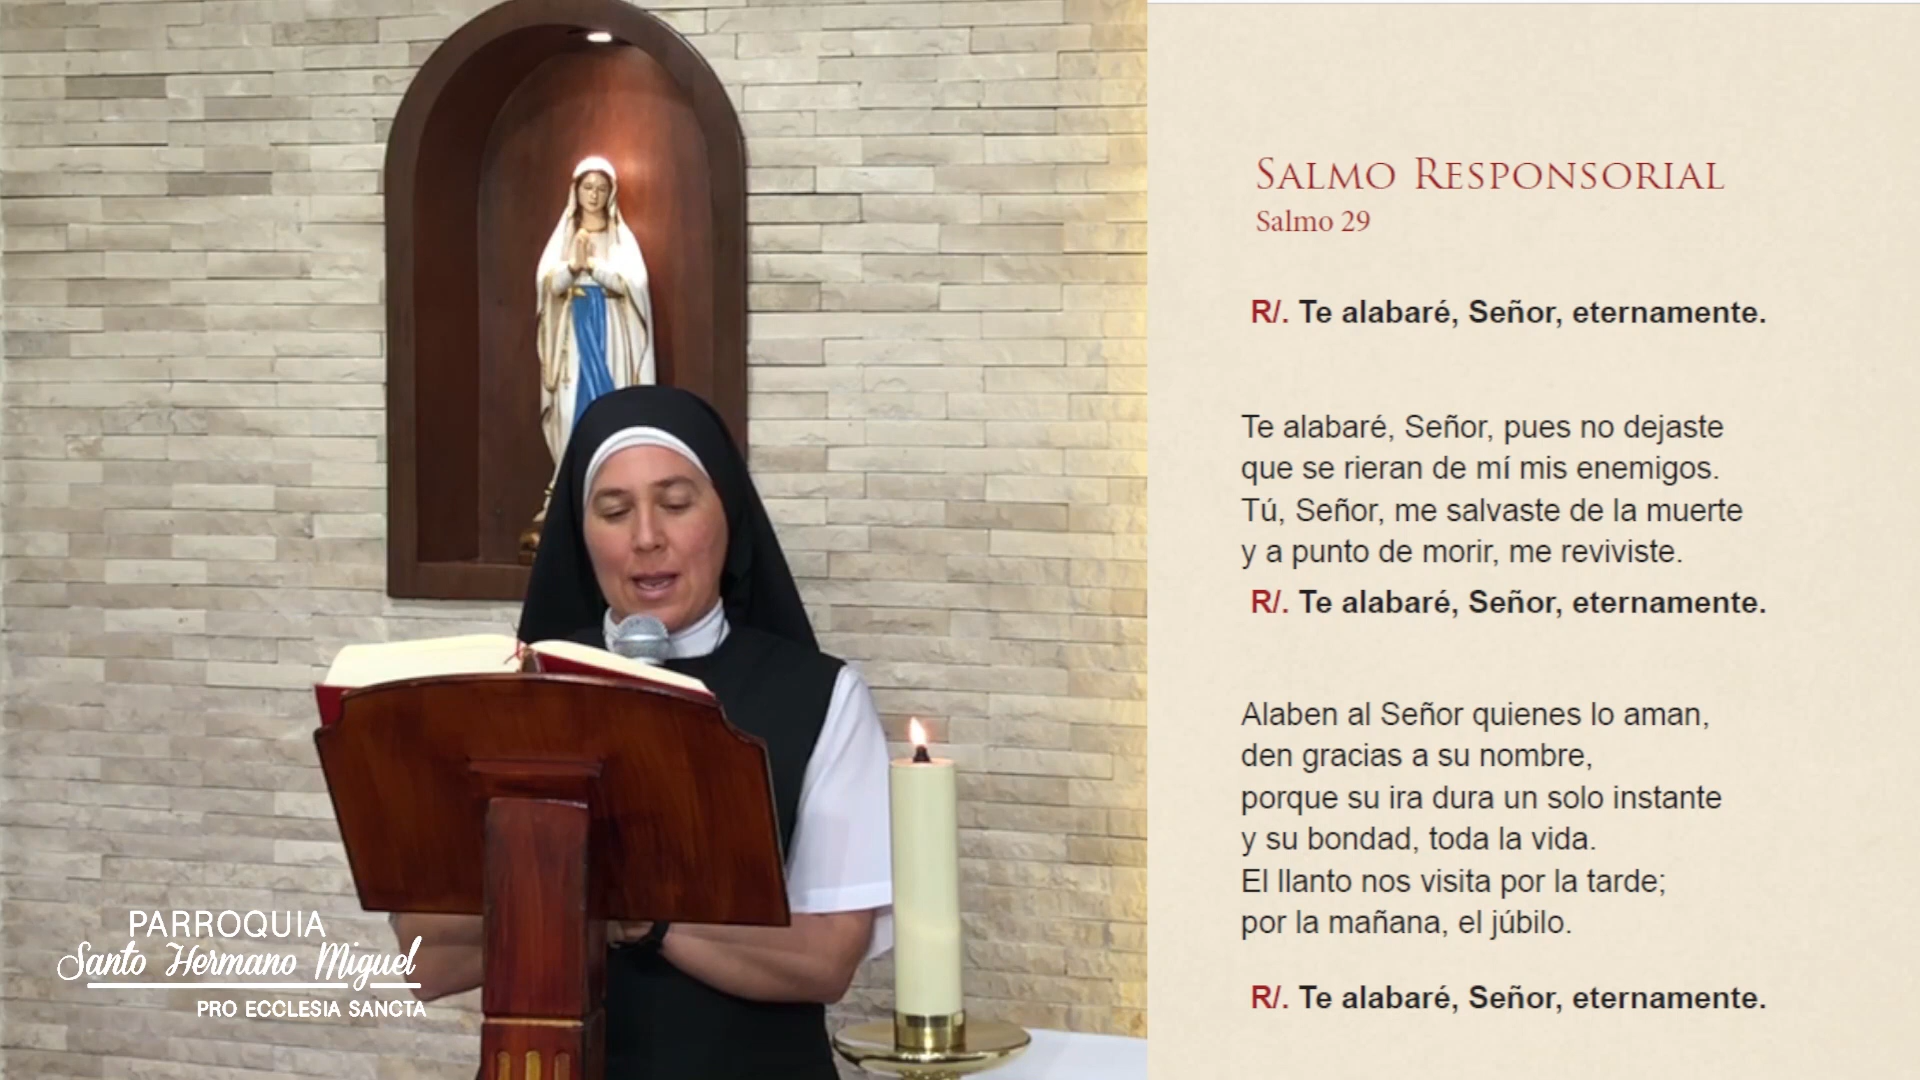 SALMO RESPONSORIAL
Salmo 29
R/. Te alabaré, Señor, eternamente.
Te alabaré, Señor, pues no dejaste
que se rieran de mí mis enemigos.
Tú, Señor, me salvaste de la muerte
y a punto de morir, me reviviste.
R/. Te alabaré, Señor, eternamente.
Alaben al Señor quienes lo aman,
den gracias a su nombre,
porque su ira dura un solo instante
y su bondad, toda la vida.
El llanto nos visita por la tarde;
por la mañana, el júbilo.
R/. Te alabaré, Señor, eternamente.
PARROQUIA
Santo Hermano Miguel
PRO ECCLESIA SANCTA